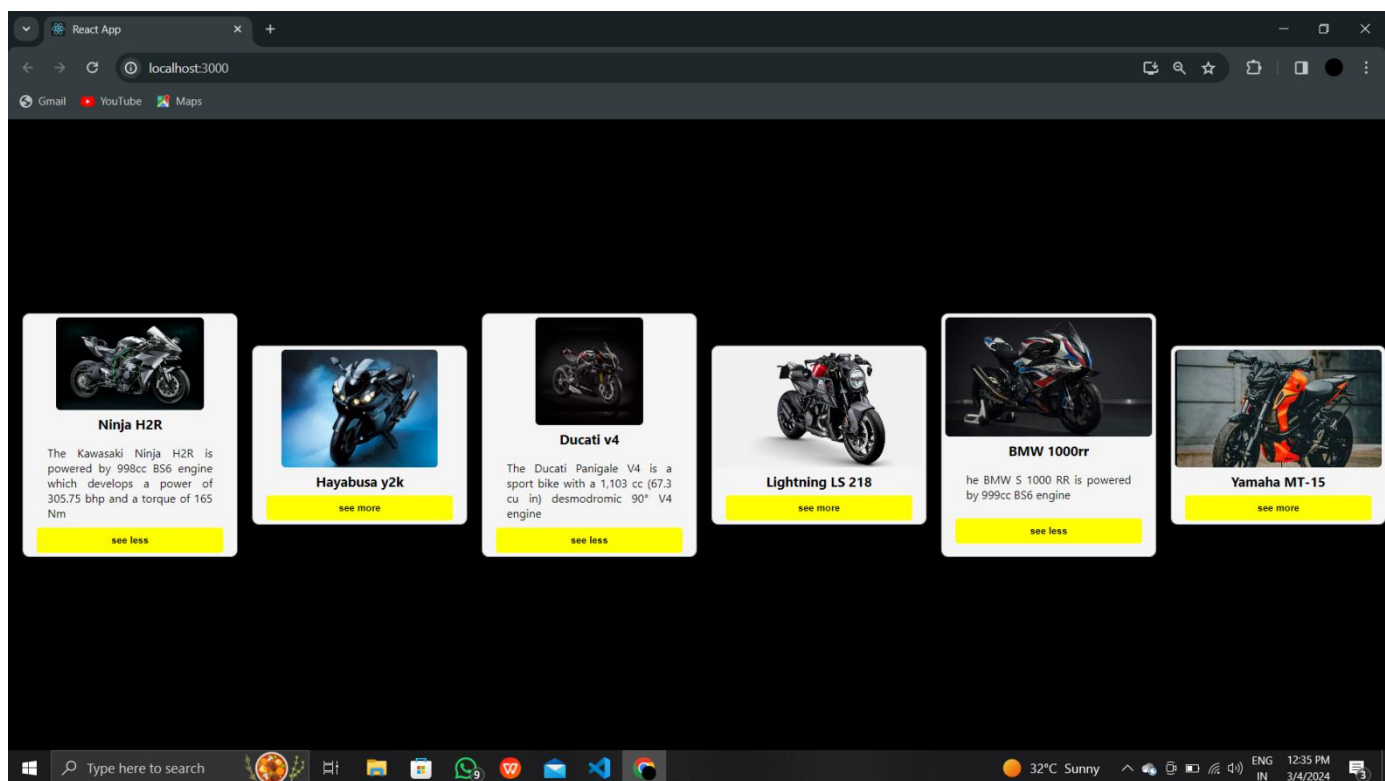 React App
localhost:3000
Gmail
YouTube
Maps
Ninja H2R
The Kawasaki Ninja H2R is
powered by 998cc BS6 engine
which develops a power of
305.75 bhp and a torque of 165
Nm
see less
Hayabusa y2k
see more
Ducati v4
The Ducati Panigale V4 is a
sport bike with a 1,103 cc (67.3
cu in) desmodromic 90° V4
engine
see less
Lightning LS 218
see more
BMW 1000rr
he BMW S 1000 RR is powered
by 999cc BS6 engine
see less
Yamaha MT-15
see more
Type here to search
9
32°C Sunny
ENG
IN
12:35 PM
3/4/2024
3